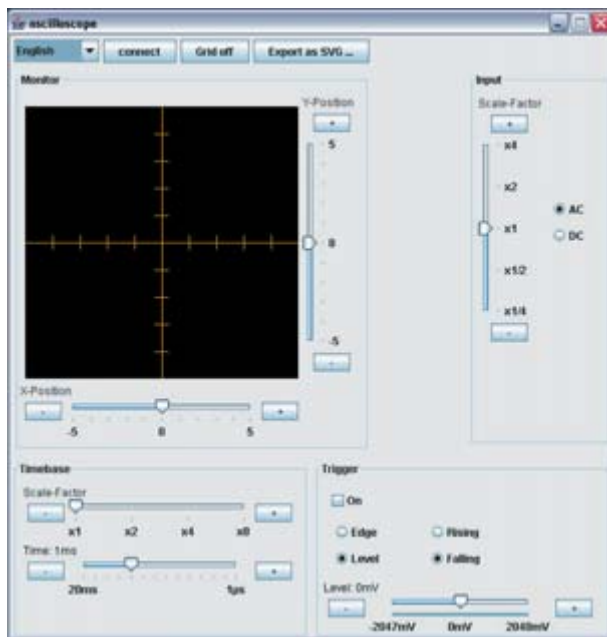 oscilloscope
English connect Grid off Export as SVG ...
Monitor
Y-Position
+
5
0
-5
-
X-Position
- +
-5 0 5
Input
Scale-Factor
+
x4
x2
x1
x1/2
x1/4
-
AC
DC
Timebase
Scale-Factor
- +
x1 x2 x4 x8
Time: 1ms
- +
20ms 1µs
Trigger
On
Edge Rising
Level Falling
Level: 0mV
- +
-2047mV 0mV 2048mV